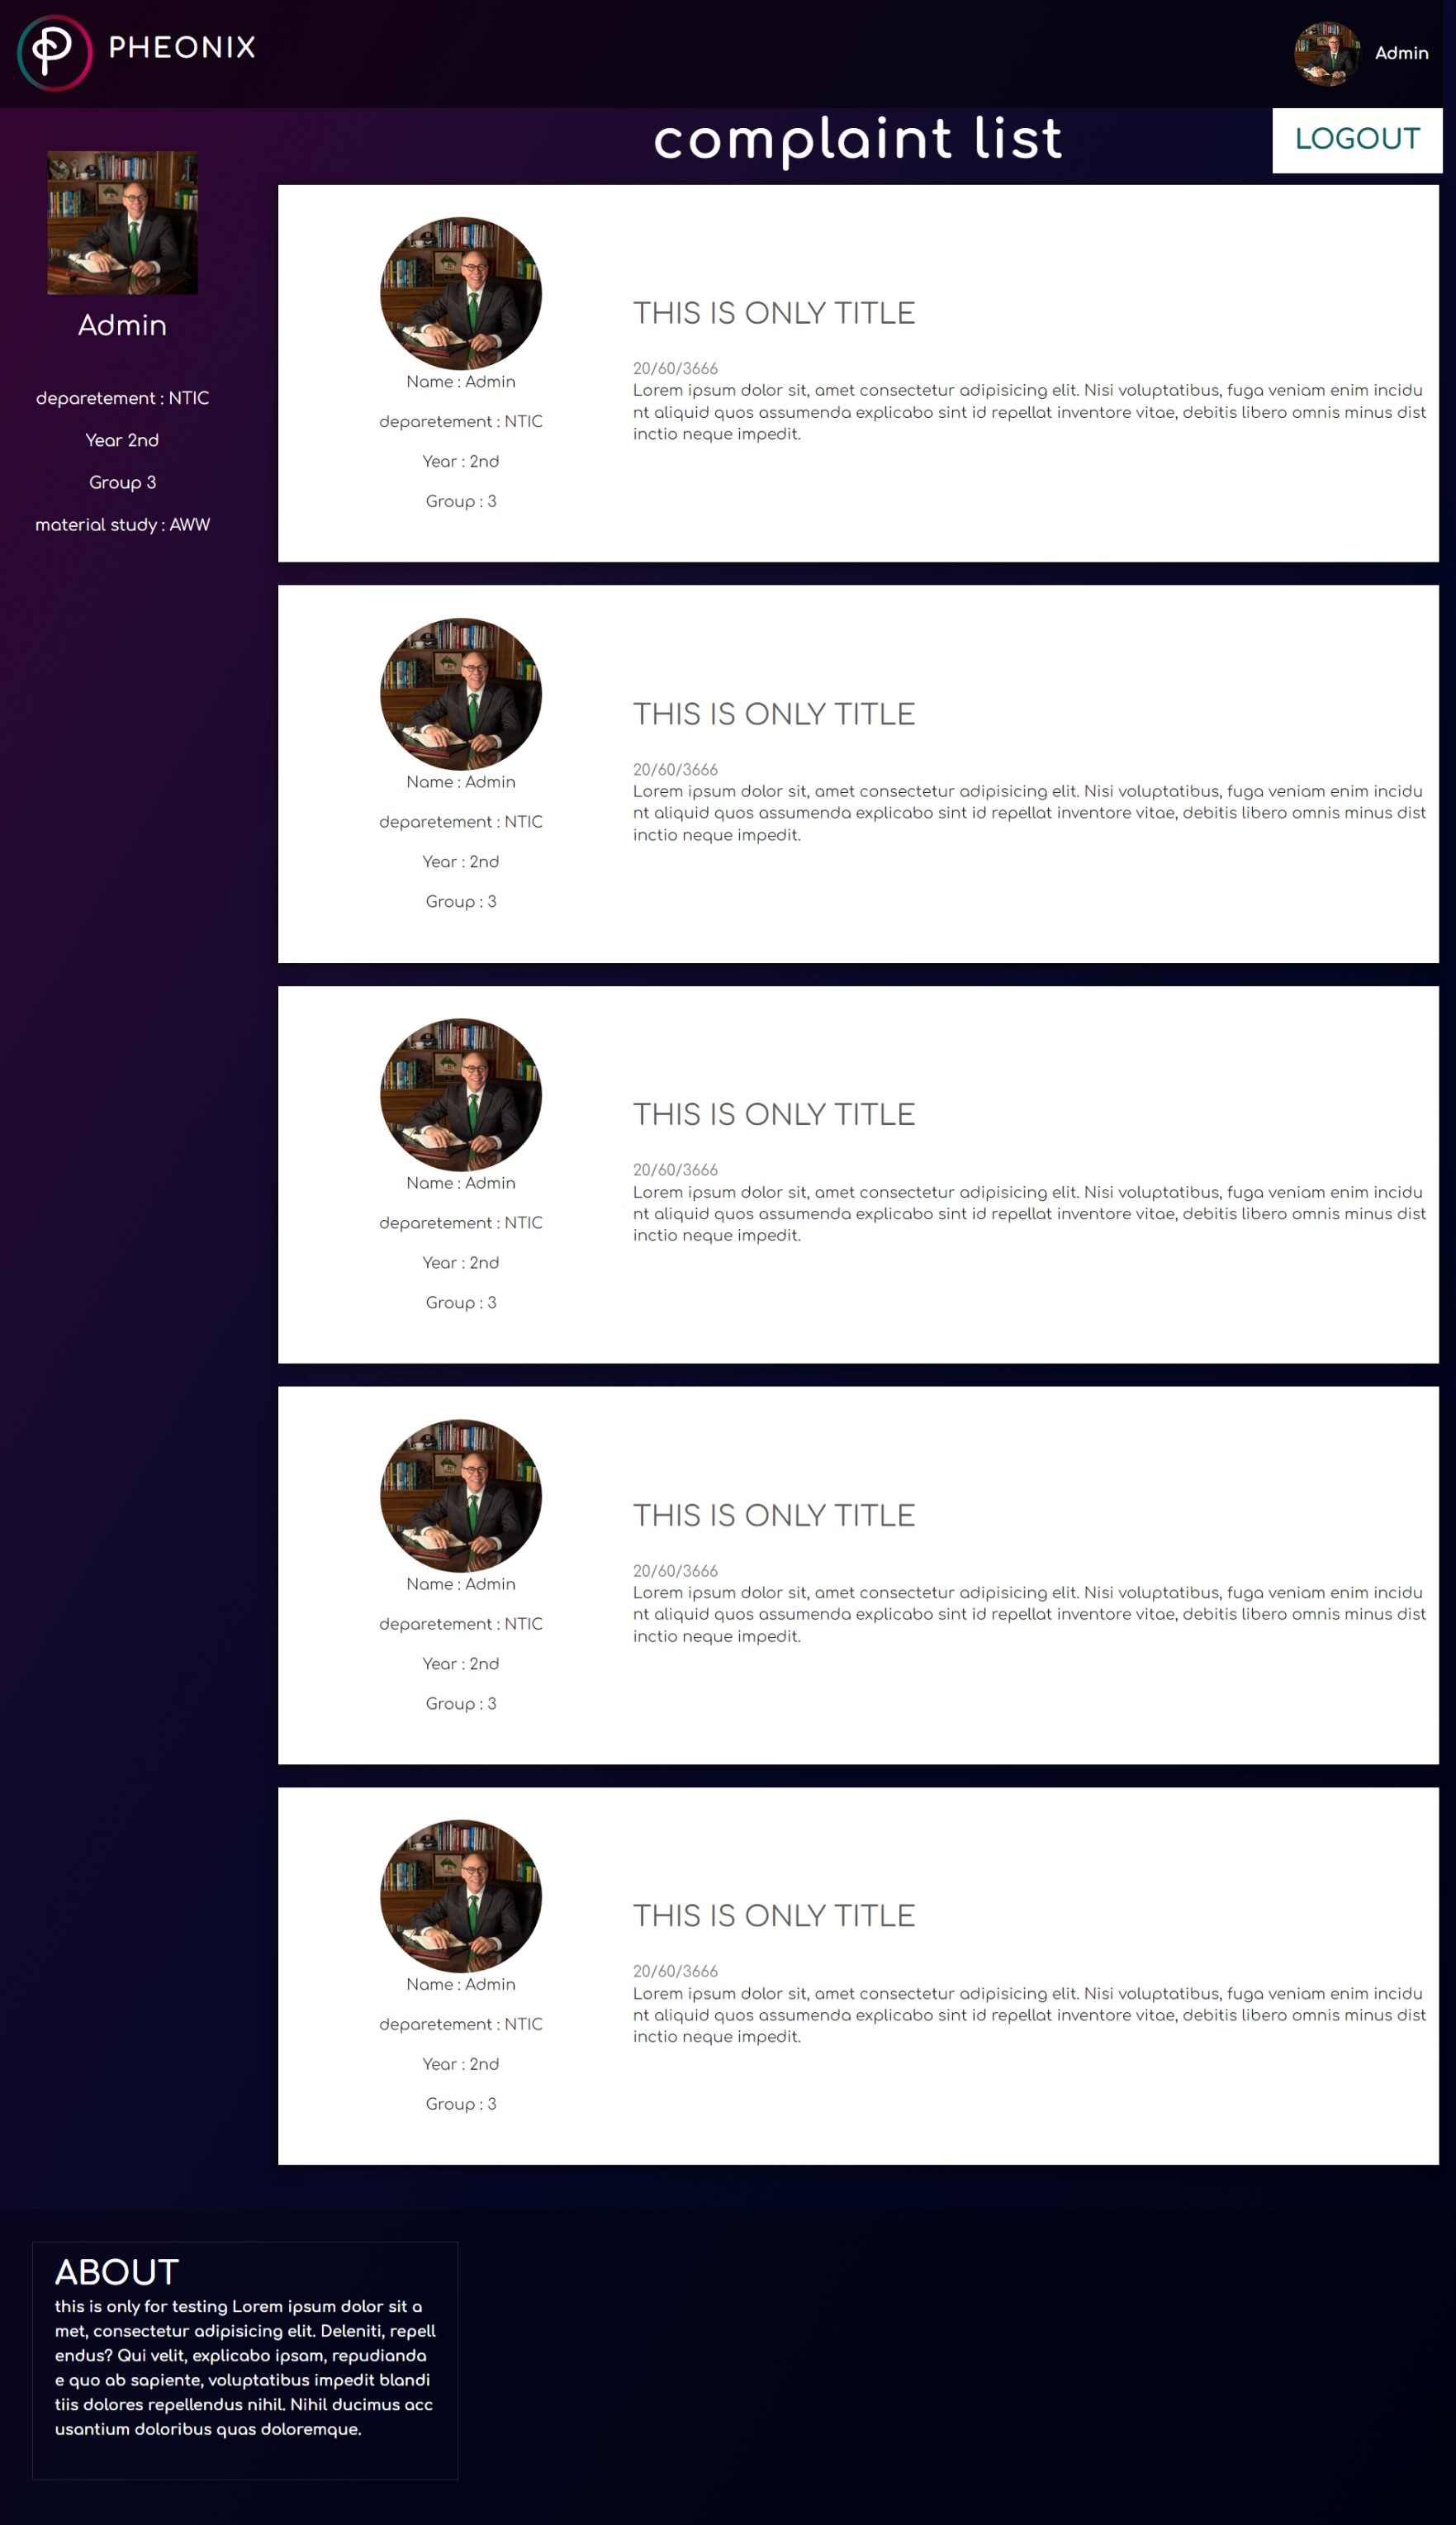 PHEONIX
Admin
complaint list
LOGOUT
Admin
deparetement : NTIC
Year 2nd
Group 3
material study : AWW
Name : Admin
deparetement : NTIC
Year : 2nd
Group : 3
THIS IS ONLY TITLE
20/60/3666
Lorem ipsum dolor sit, amet consectetur adipisicing elit. Nisi voluptatibus, fuga veniam enim incidu
nt aliquid quos assumenda explicabo sint id repellat inventore vitae, debitis libero omnis minus dist
inctio neque impedit.
Name : Admin
deparetement : NTIC
Year : 2nd
Group : 3
THIS IS ONLY TITLE
20/60/3666
Lorem ipsum dolor sit, amet consectetur adipisicing elit. Nisi voluptatibus, fuga veniam enim incidu
nt aliquid quos assumenda explicabo sint id repellat inventore vitae, debitis libero omnis minus dist
inctio neque impedit.
Name : Admin
deparetement : NTIC
Year : 2nd
Group : 3
THIS IS ONLY TITLE
20/60/3666
Lorem ipsum dolor sit, amet consectetur adipisicing elit. Nisi voluptatibus, fuga veniam enim incidu
nt aliquid quos assumenda explicabo sint id repellat inventore vitae, debitis libero omnis minus dist
inctio neque impedit.
Name : Admin
deparetement : NTIC
Year : 2nd
Group : 3
THIS IS ONLY TITLE
20/60/3666
Lorem ipsum dolor sit, amet consectetur adipisicing elit. Nisi voluptatibus, fuga veniam enim incidu
nt aliquid quos assumenda explicabo sint id repellat inventore vitae, debitis libero omnis minus dist
inctio neque impedit.
Name : Admin
deparetement : NTIC
Year : 2nd
Group : 3
THIS IS ONLY TITLE
20/60/3666
Lorem ipsum dolor sit, amet consectetur adipisicing elit. Nisi voluptatibus, fuga veniam enim incidu
nt aliquid quos assumenda explicabo sint id repellat inventore vitae, debitis libero omnis minus dist
inctio neque impedit.
ABOUT
this is only for testing Lorem ipsum dolor sit a
met, consectetur adipisicing elit. Deleniti, repell
endus? Qui velit, explicabo ipsam, repudianda
e quo ab sapiente, voluptatibus impedit blandi
tiis dolores repellendus nihil. Nihil ducimus acc
usantium doloribus quas doloremque.